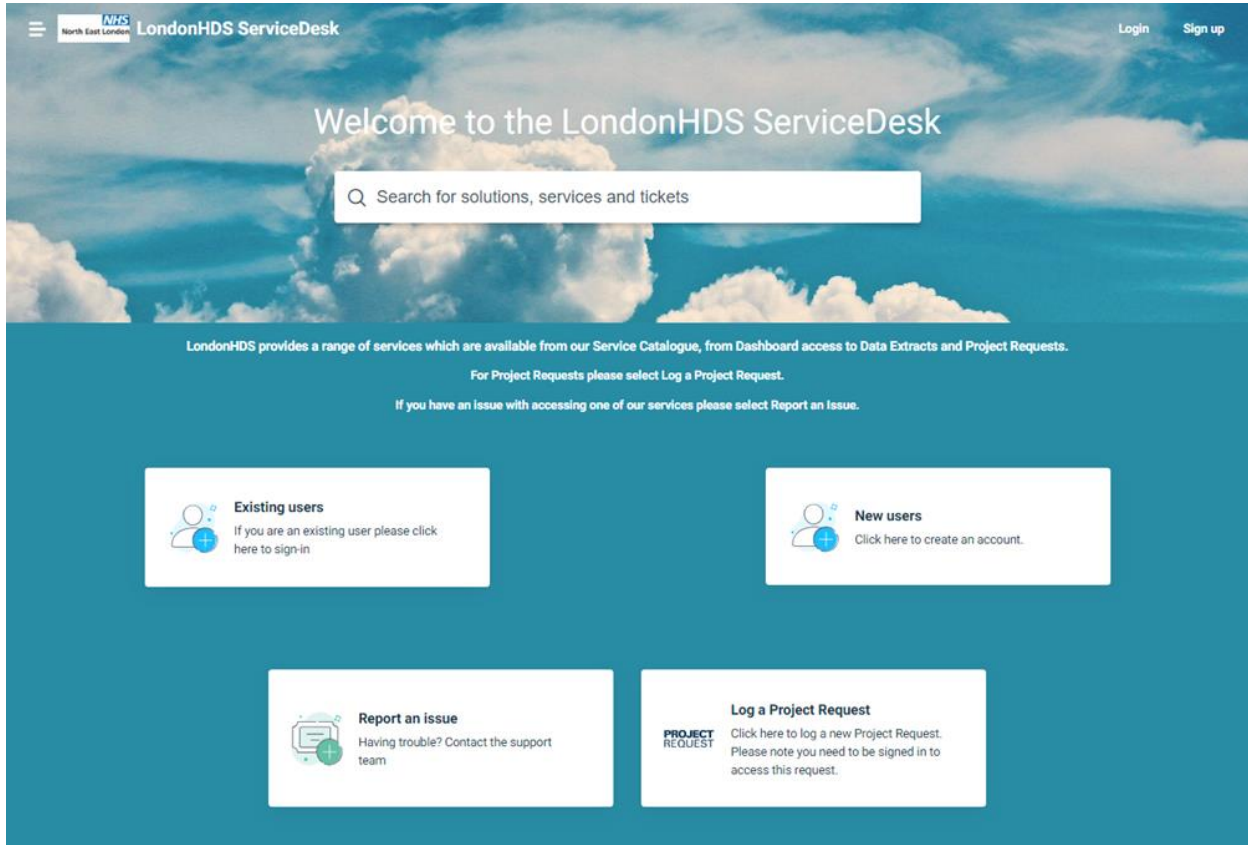 NHS
North East London
LondonHDS ServiceDesk
Login
Sign up
Welcome to the LondonHDS ServiceDesk
Search for solutions, services and tickets
LondonHDS provides a range of services which are available from our Service Catalogue, from Dashboard access to Data Extracts and Project Requests.
For Project Requests please select Log a Project Request.
If you have an issue with accessing one of our services please select Report an Issue.
Existing users
If you are an existing user please click
here to sign-in
New users
Click here to create an account.
Report an issue
Having trouble? Contact the support
team
PROJECT
REQUEST
Log a Project Request
Click here to log a new Project Request.
Please note you need to be signed in to
access this request.